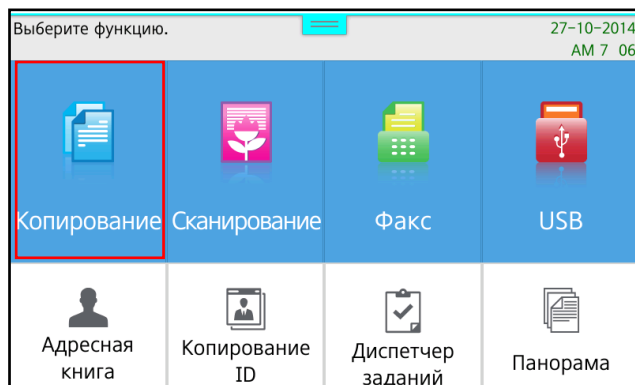 Выберите функцию.
27-10-2014
AM 7 06
Копирование
Сканирование
Факс
USB
Адресная
книга
Копирование
ID
Диспетчер
заданий
Панорама